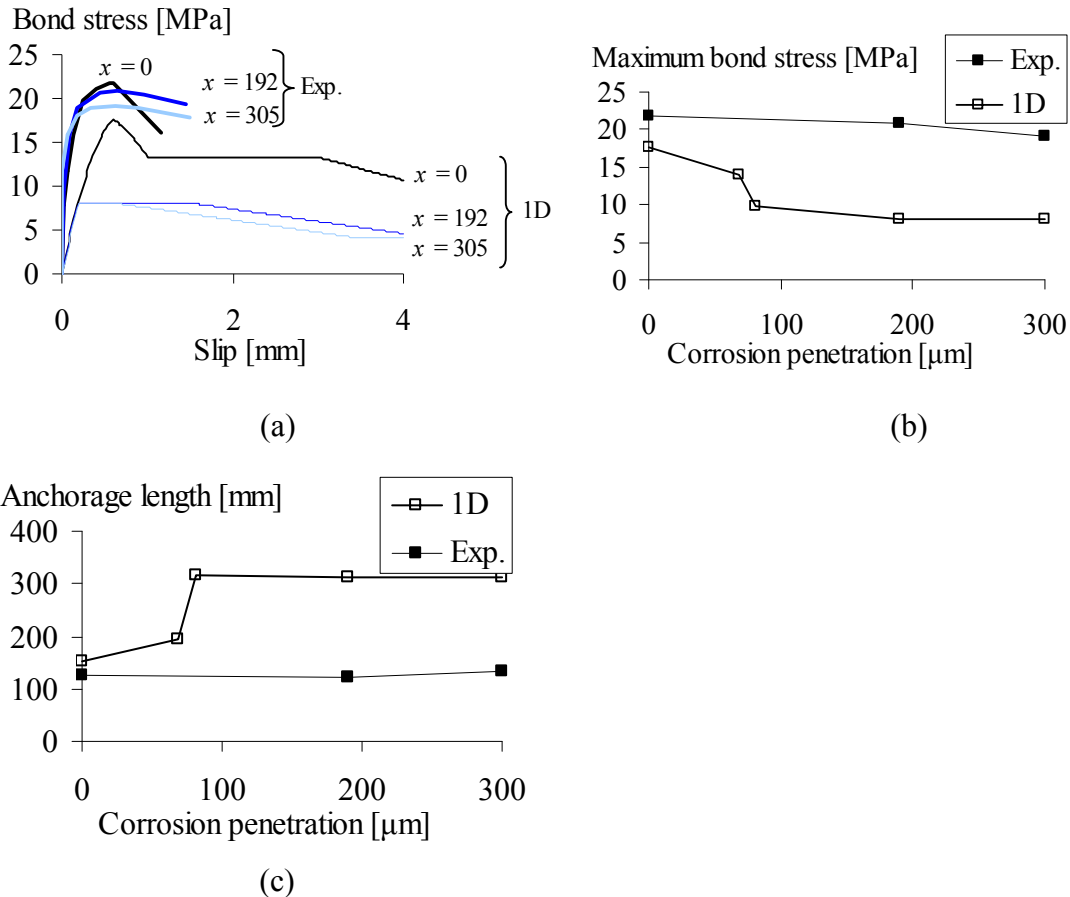 Bond stress [MPa]
25
20
15
10
5
0
x = 0
x = 192
x = 305
Exp.
x = 0
x = 192
x = 305
1D
0
2
4
Slip [mm]
(a)
Maximum bond stress [MPa]
Exp.
1D
25
20
15
10
5
0
0
100
200
300
Corrosion penetration [µm]
(b)
Anchorage length [mm]
1D
Exp.
400
300
200
100
0
0
100
200
300
Corrosion penetration [µm]
(c)